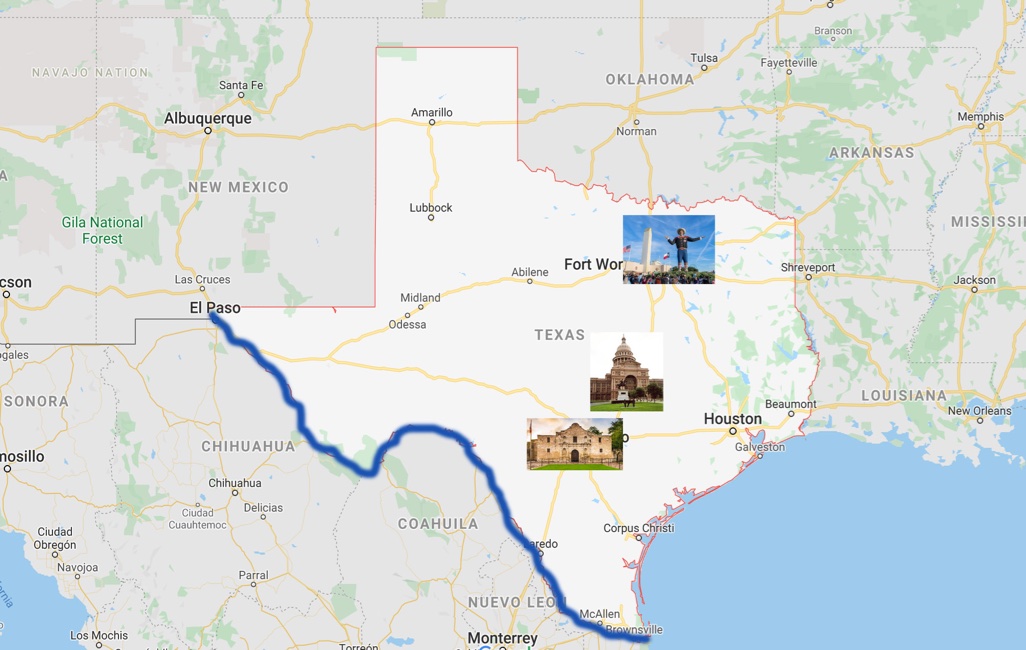 Branson
NAVAJO NATION
Tulsa
Fayetteville
Santa Fe
OKLAHOMA
Albuquerque
Amarillo
Norman
Memphis
ARKANSAS
NEW MEXICO
Lubbock
Gila National
Forest
MISSISSI
Fort Wor
Shreveport
Las Cruces
Abilene
cson
Jackson
El Paso
Midland
Odessa
TEXAS
ogales
SONORA
LOUISIANA
Beaumont
New Orleans
Houston
o
CHIHUAHUA
Galveston
mosillo
Chihuahua
Delicias
Ciudad
Cuauhtemoc
COAHUILA
Corpus Christi
Ciudad
Obregón
aredo
Navojoa
Parral
NUEVO LEO
McAllen
Brownsville
Los Mochis
Monterrey
Torreón